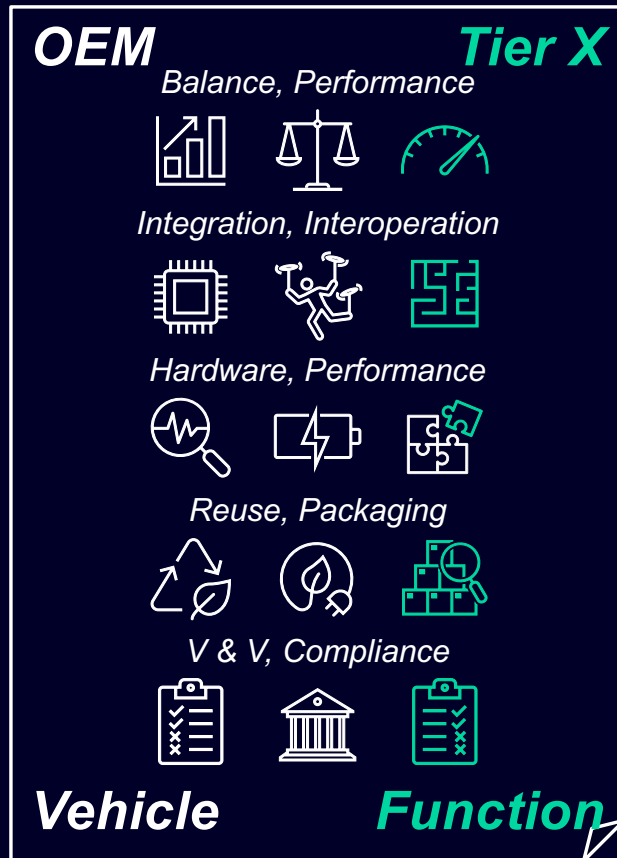 OEM Tier X
Balance, Performance
Integration, Interoperation
Hardware, Performance
Reuse, Packaging
V & V, Compliance
Vehicle Function